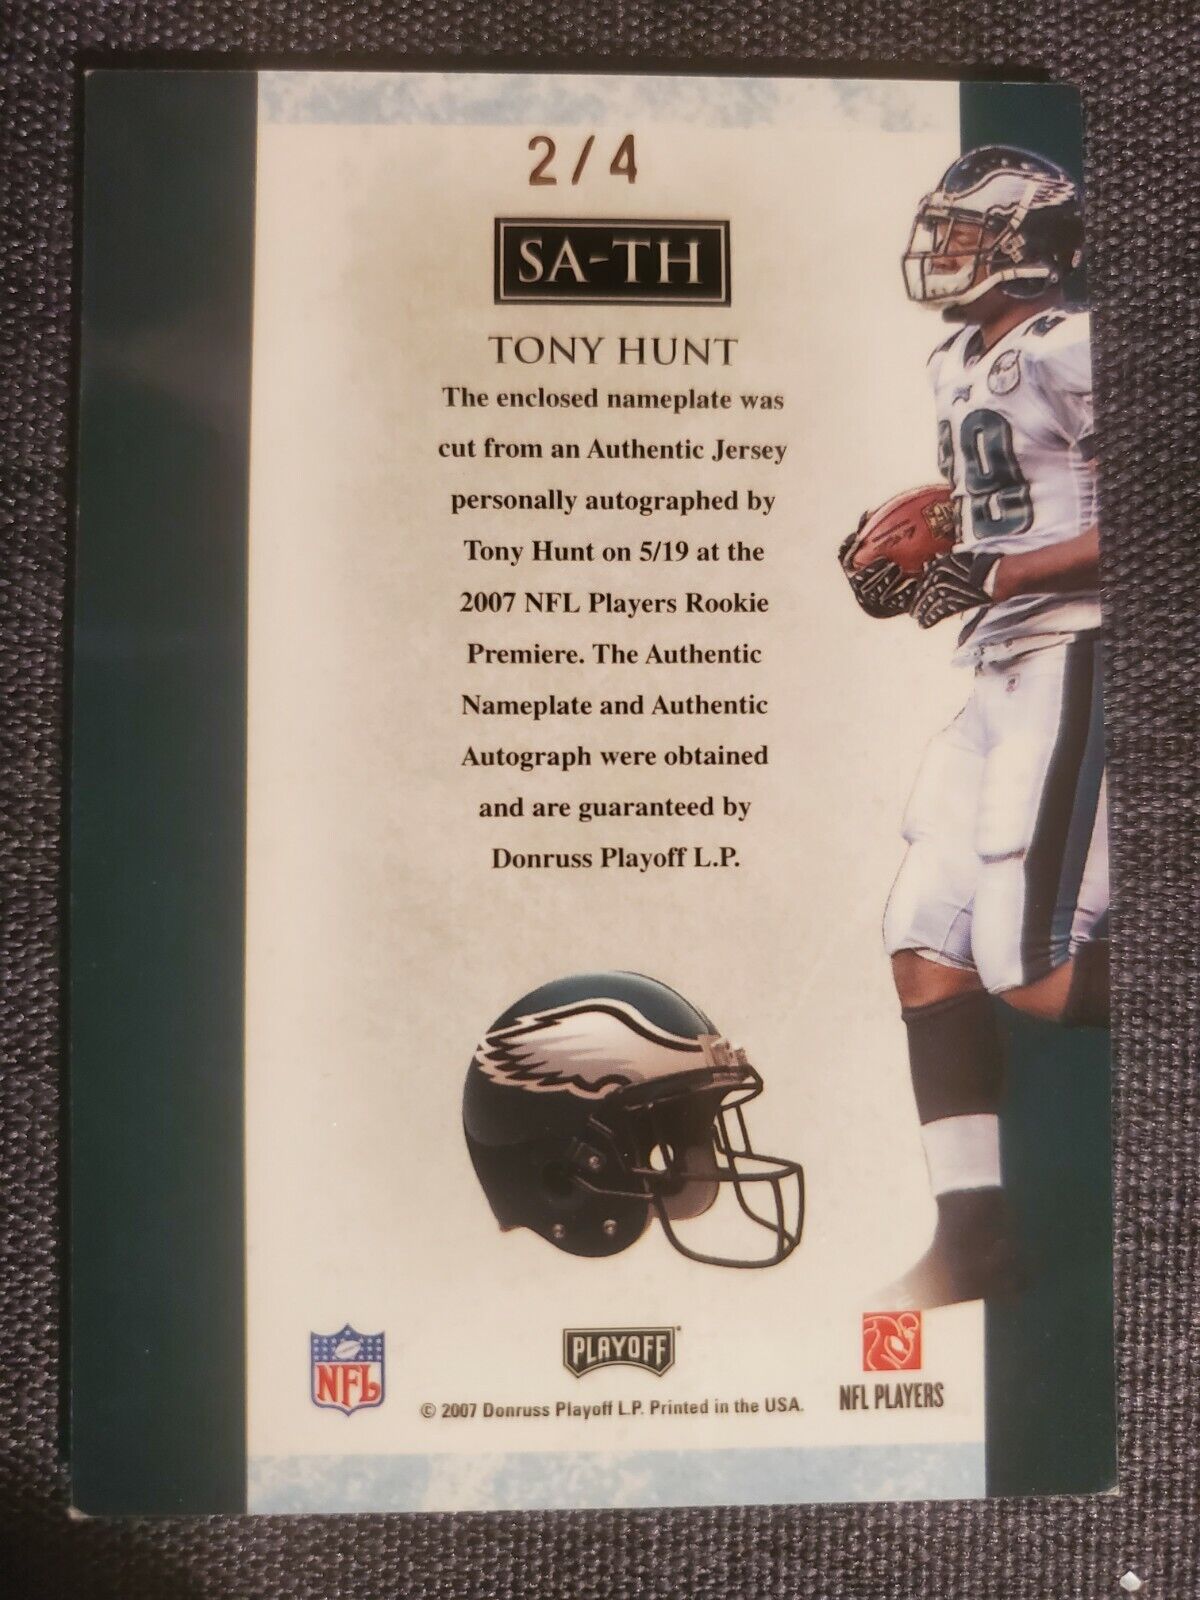 2/4
SA-TH
TONY HUNT
The enclosed nameplate was
cut from an Authentic Jersey
personally autographed by
Tony Hunt on 5/19 at the
2007 NFL Players Rookie
Premiere. The Authentic
Nameplate and Authentic
Autograph were obtained
and are guaranteed by
Donruss Playoff L.P.
29
NFL
PLAYOFF
NFL PLAYERS
© 2007 Donruss Playoff L.P. Printed in the USA.